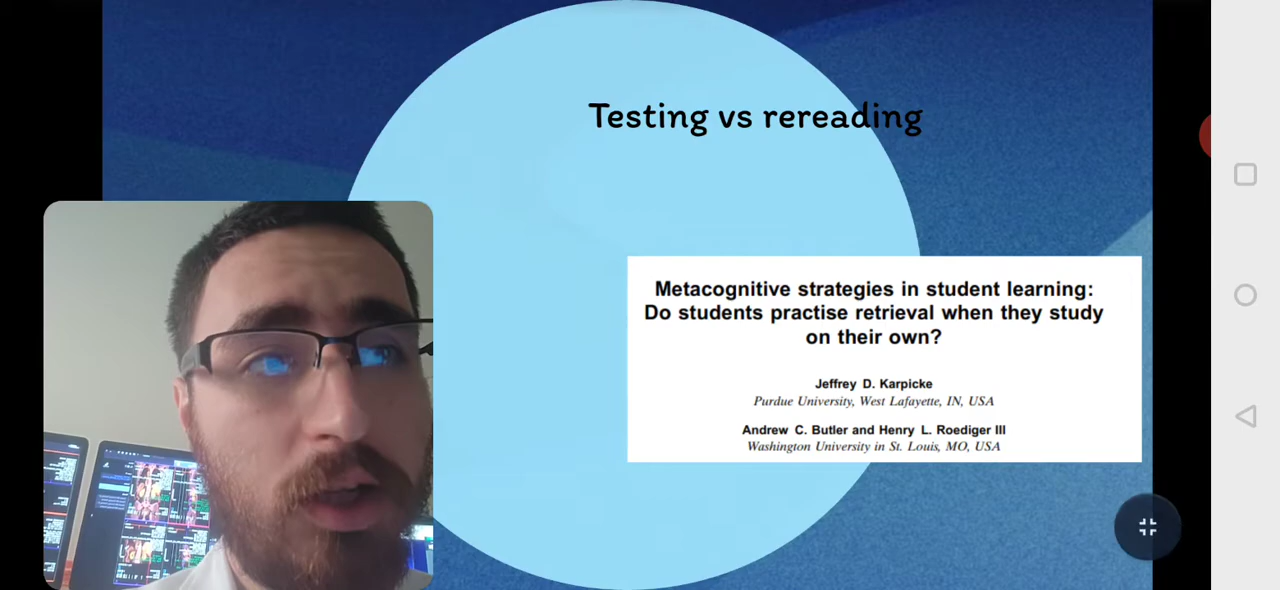 Testing vs rereading
Metacognitive strategies in student learning:
Do students practise retrieval when they study
on their own?
Jeffrey D. Karpicke
Purdue University, West Lafayette, IN, USA
Andrew C. Butler and Henry L. Roediger III
Washington University in St. Louis, MO, USA